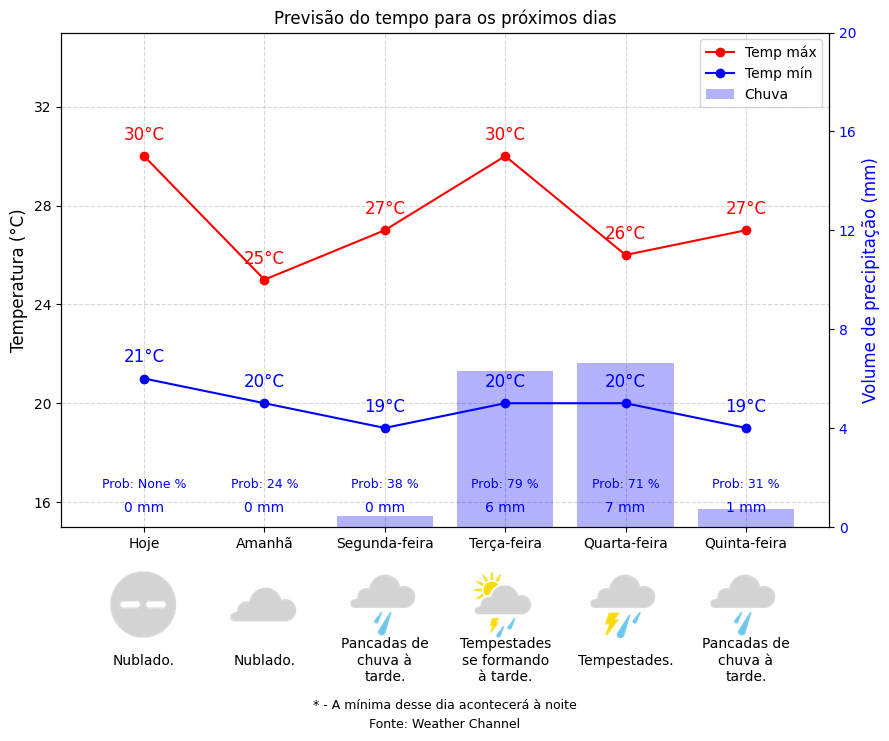 Previsão do tempo para os próximos dias
Temp máx
Temp mín
Chuva
Temperatura (°C)
32
28
24
20
16
Volume de precipitação (mm)
20
16
12
8
4
0
30°C
25°C
27°C
30°C
26°C
27°C
21°C
20°C
19°C
20°C
20°C
19°C
Prob: None %
Prob: 24 %
Prob: 38 %
Prob: 79 %
Prob: 71 %
Prob: 31 %
0 mm
0 mm
0 mm
6 mm
7 mm
1 mm
Hoje
Amanhã
Segunda-feira
Terça-feira
Quarta-feira
Quinta-feira
Nublado.
Nublado.
Pancadas de
chuva à
tarde.
Tempestades
se formando
à tarde.
Tempestades.
Pancadas de
chuva à
tarde.
* - A mínima desse dia acontecerá à noite
Fonte: Weather Channel